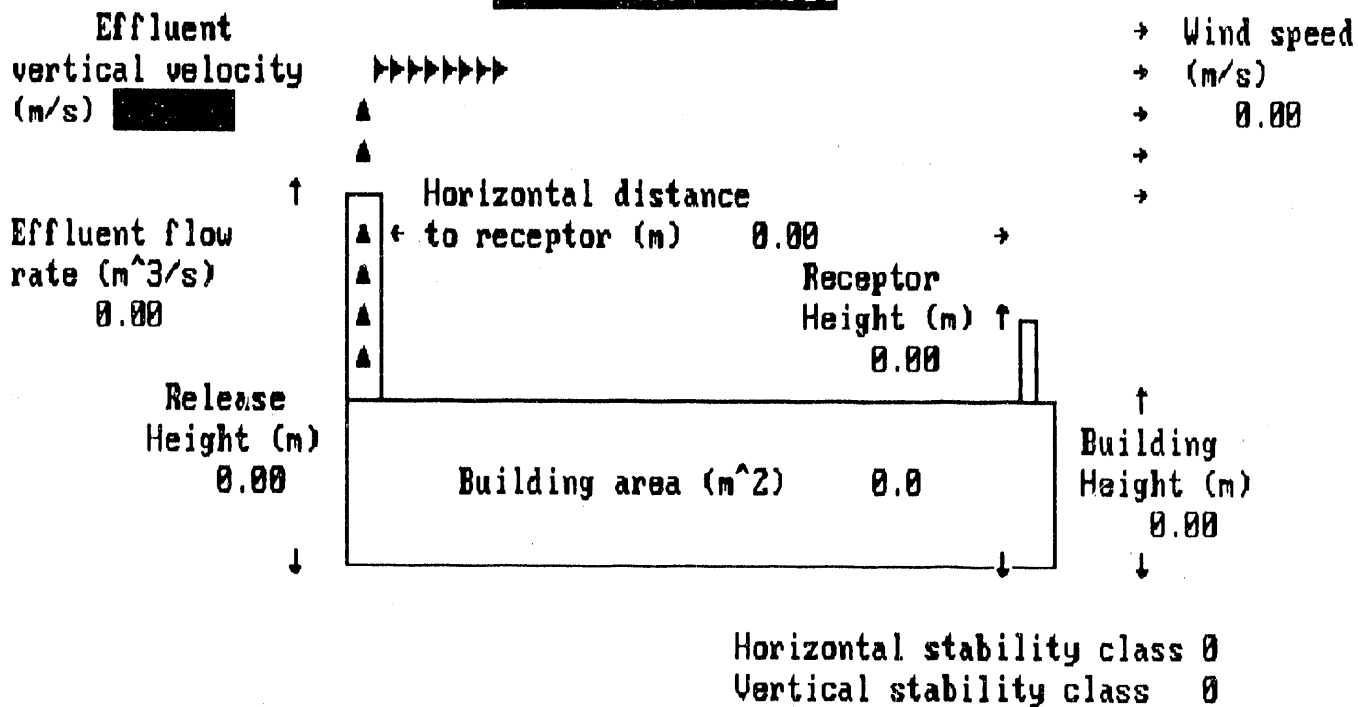 Effluent
vertical velocity
(m/s)
Wind speed
(m/s)
0.00
Horizontal distance
to receptor (m) 0.00
Effluent flow
rate (m^3/s)
0.00
Receptor
Height (m)
0.00
Release
Height (m)
0.00
Building area (m^2) 0.0
Building
Height (m)
0.00
Horizontal stability class 0
Vertical stability class 0